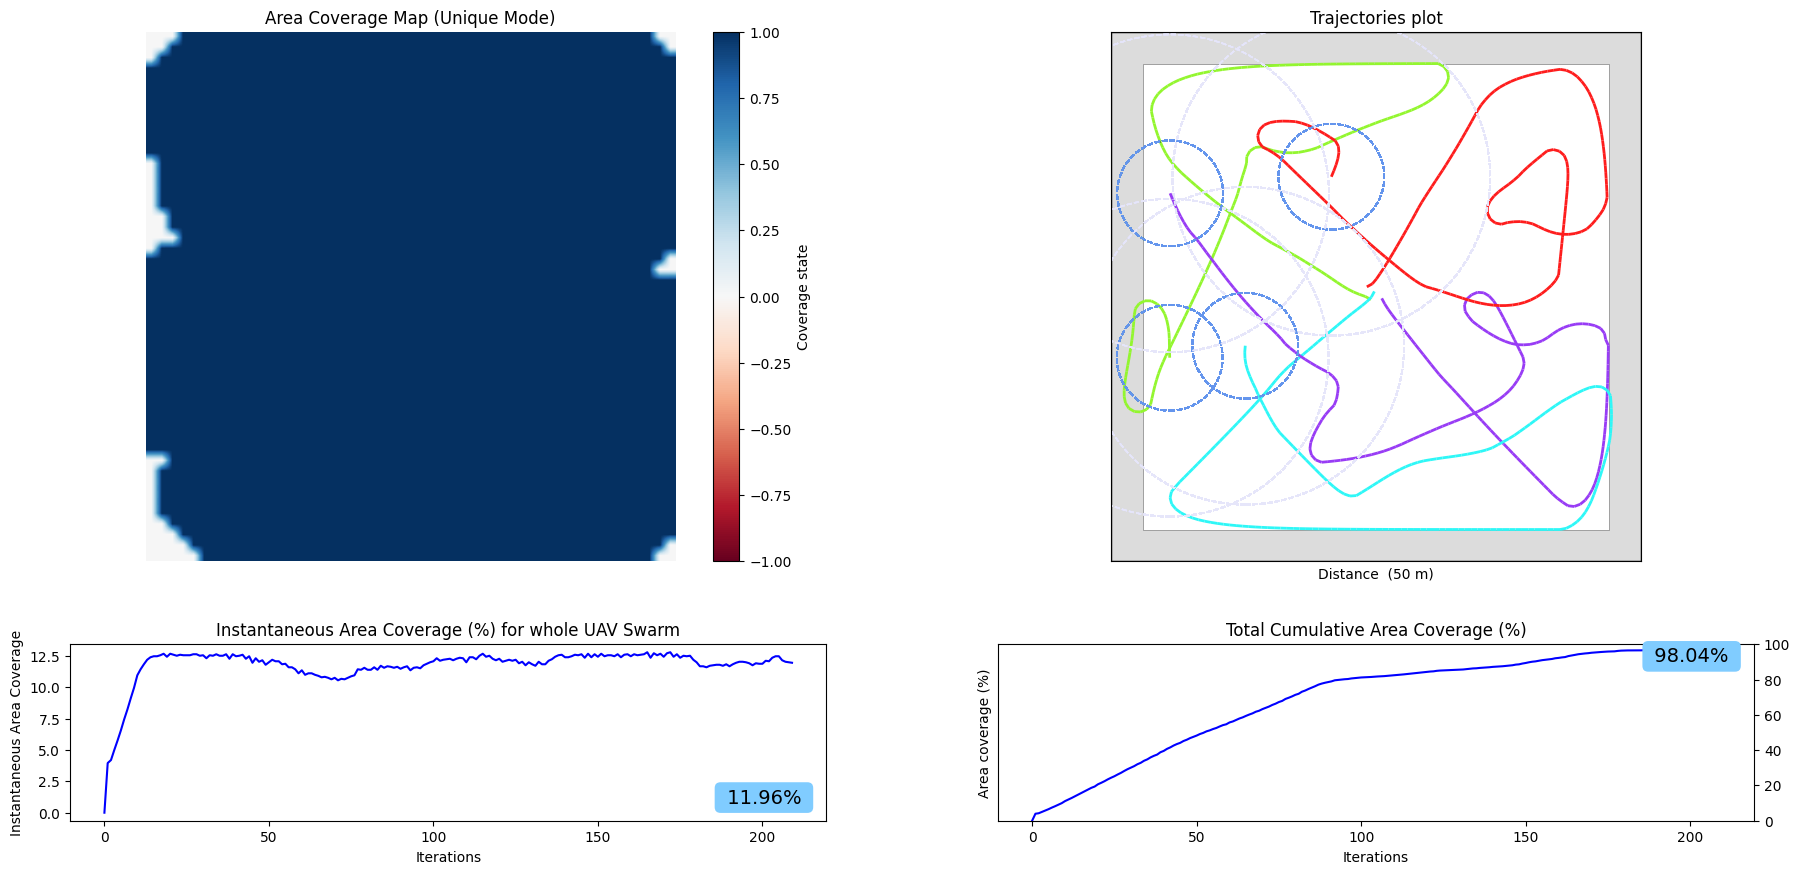 Area Coverage Map (Unique Mode)
1.00
0.75
0.50
0.25
0.00
−0.25
−0.50
−0.75
−1.00
Coverage state
Trajectories plot
Distance  (50 m)
Instantaneous Area Coverage (%) for whole UAV Swarm
Instantaneous Area Coverage
12.5
10.0
7.5
5.0
2.5
0.0
11.96%
0 50 100 150 200
Iterations
Total Cumulative Area Coverage (%)
Area coverage (%)
98.04%
100
80
60
40
20
0
0 50 100 150 200
Iterations